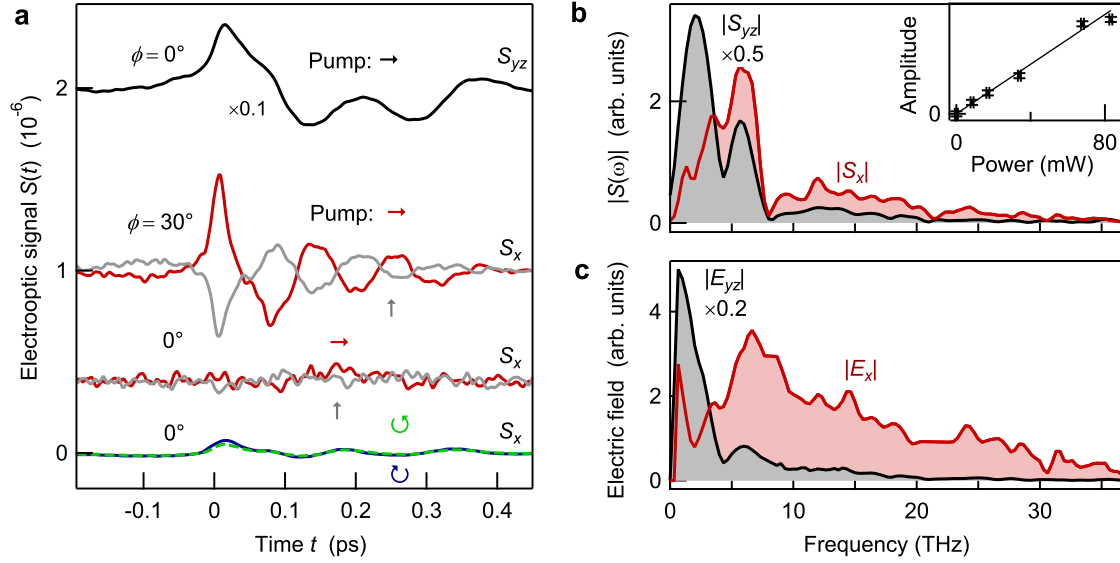 a
Electrooptic signal S(t) (10⁻⁶)
2
1
0
ϕ = 0°
Pump: →
S_yz
×0.1
ϕ = 30°
Pump: →
S_x
↑
0°
→
S_x
↑
0°
S_x
↺
↻
-0.1
0
0.1
0.2
0.3
0.4
Time t (ps)
b
|S(ω)| (arb. units)
2
0
|S_yz|
×0.5
|S_x|
Amplitude
0
0
80
Power (mW)
c
Electric field (arb. units)
4
2
0
|E_yz|
×0.2
|E_x|
0
10
20
30
Frequency (THz)